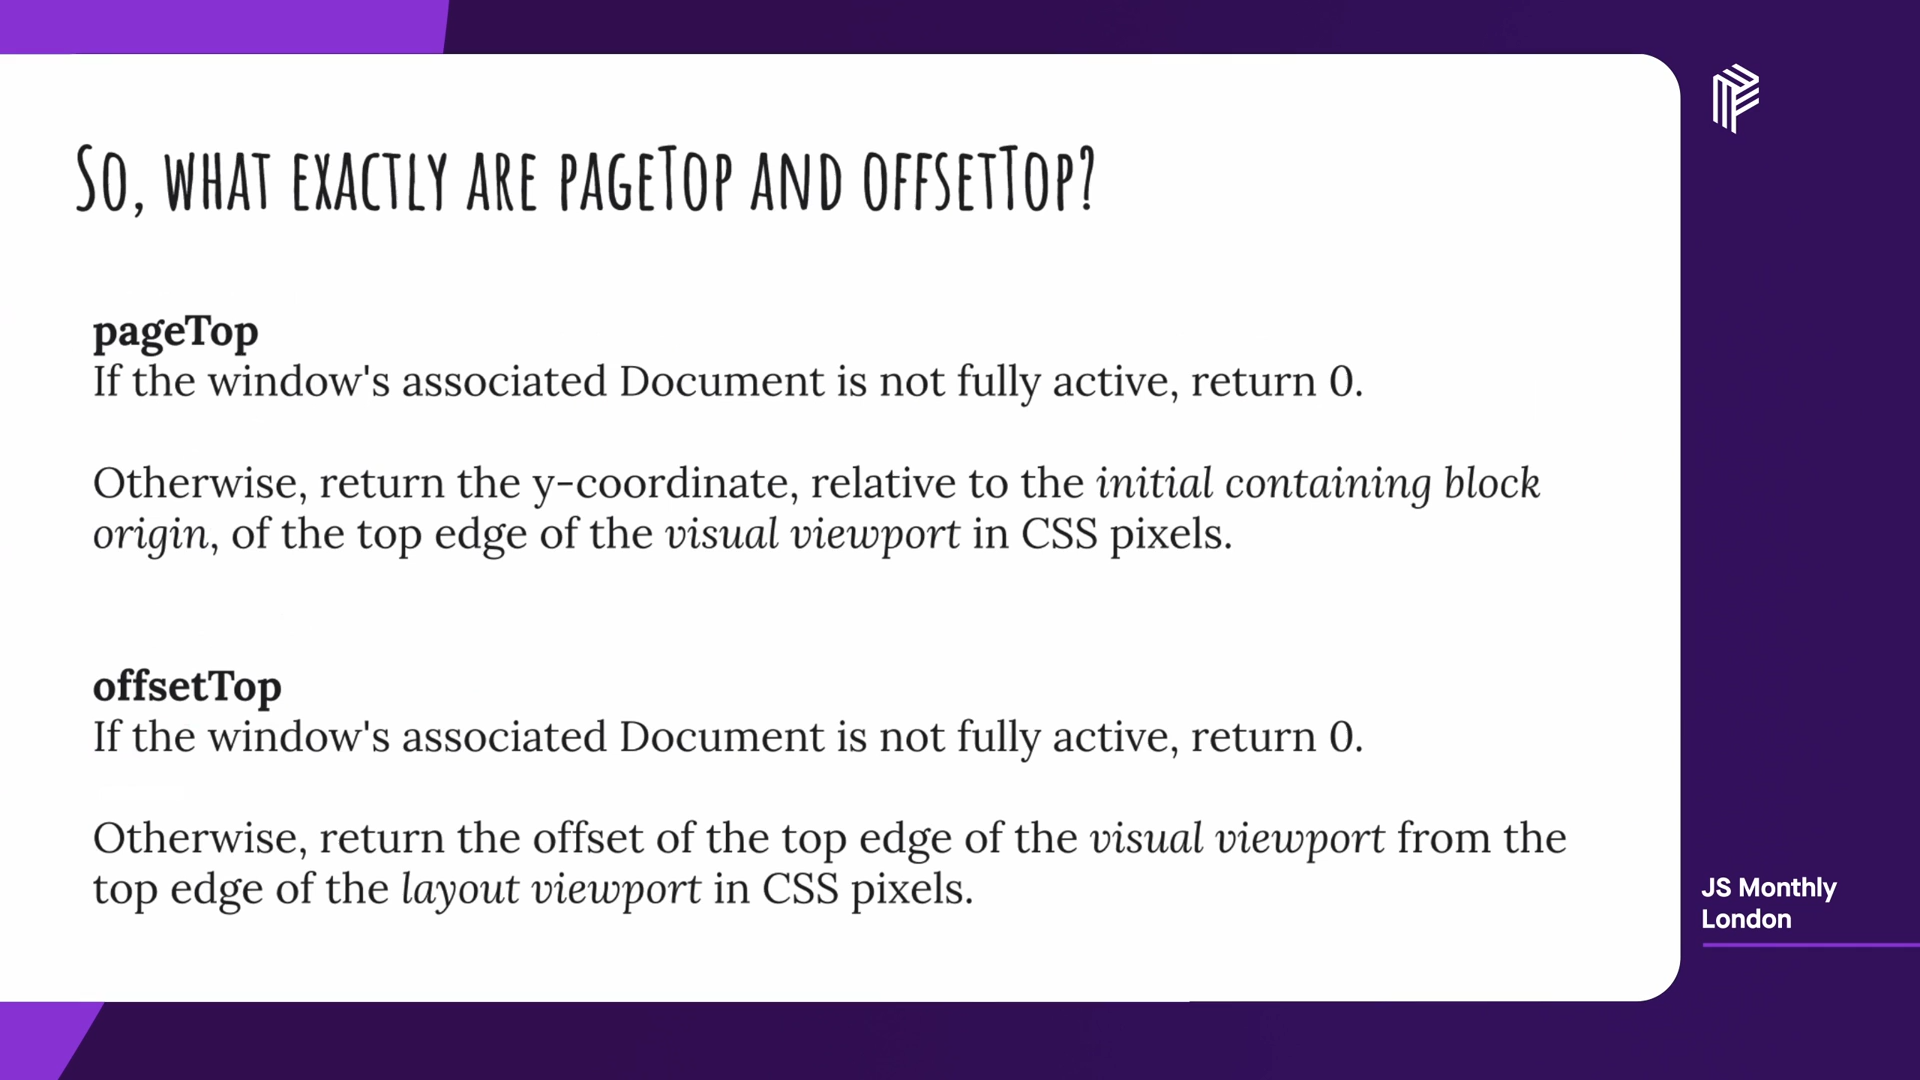 So, what exactly are pageTop and offsetTop?
pageTop
If the window's associated Document is not fully active, return 0.
Otherwise, return the y-coordinate, relative to the initial containing block
origin, of the top edge of the visual viewport in CSS pixels.
offsetTop
If the window's associated Document is not fully active, return 0.
Otherwise, return the offset of the top edge of the visual viewport from the
top edge of the layout viewport in CSS pixels.
JS Monthly
London